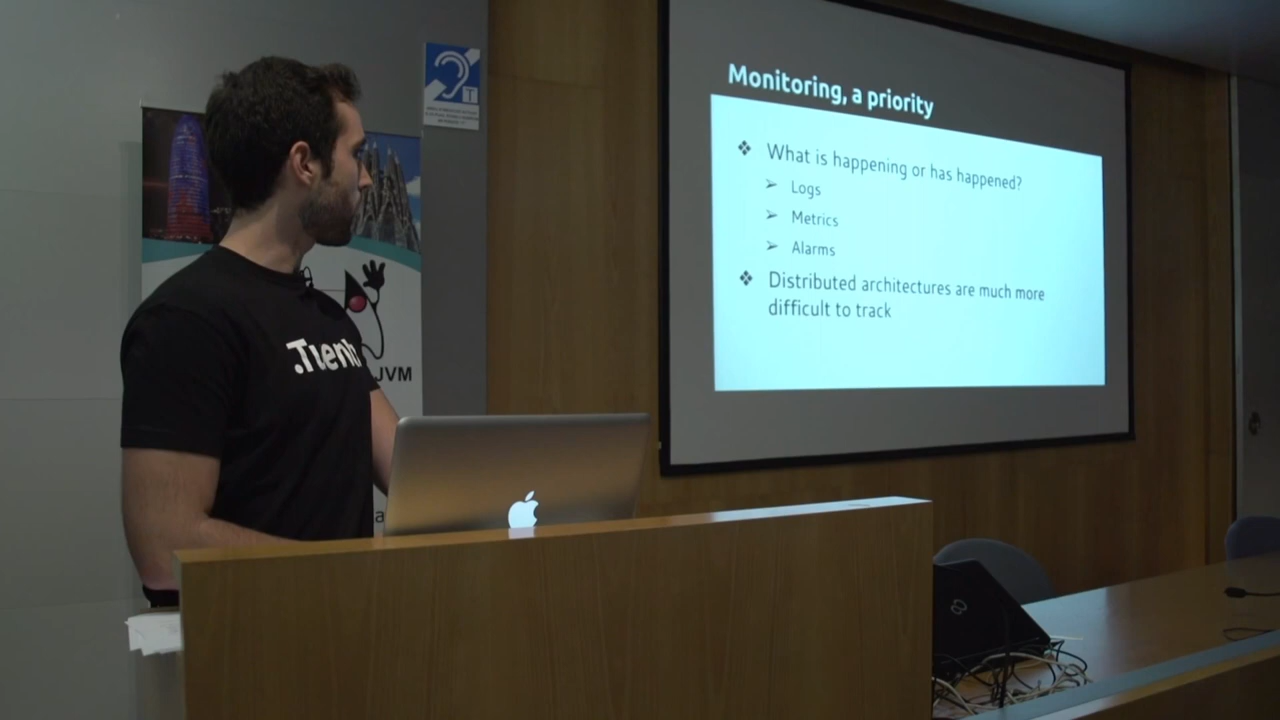 Monitoring, a priority
❖ What is happening or has happened?
➢ Logs
➢ Metrics
➢ Alarms
❖ Distributed architectures are much more
difficult to track
T
JVM